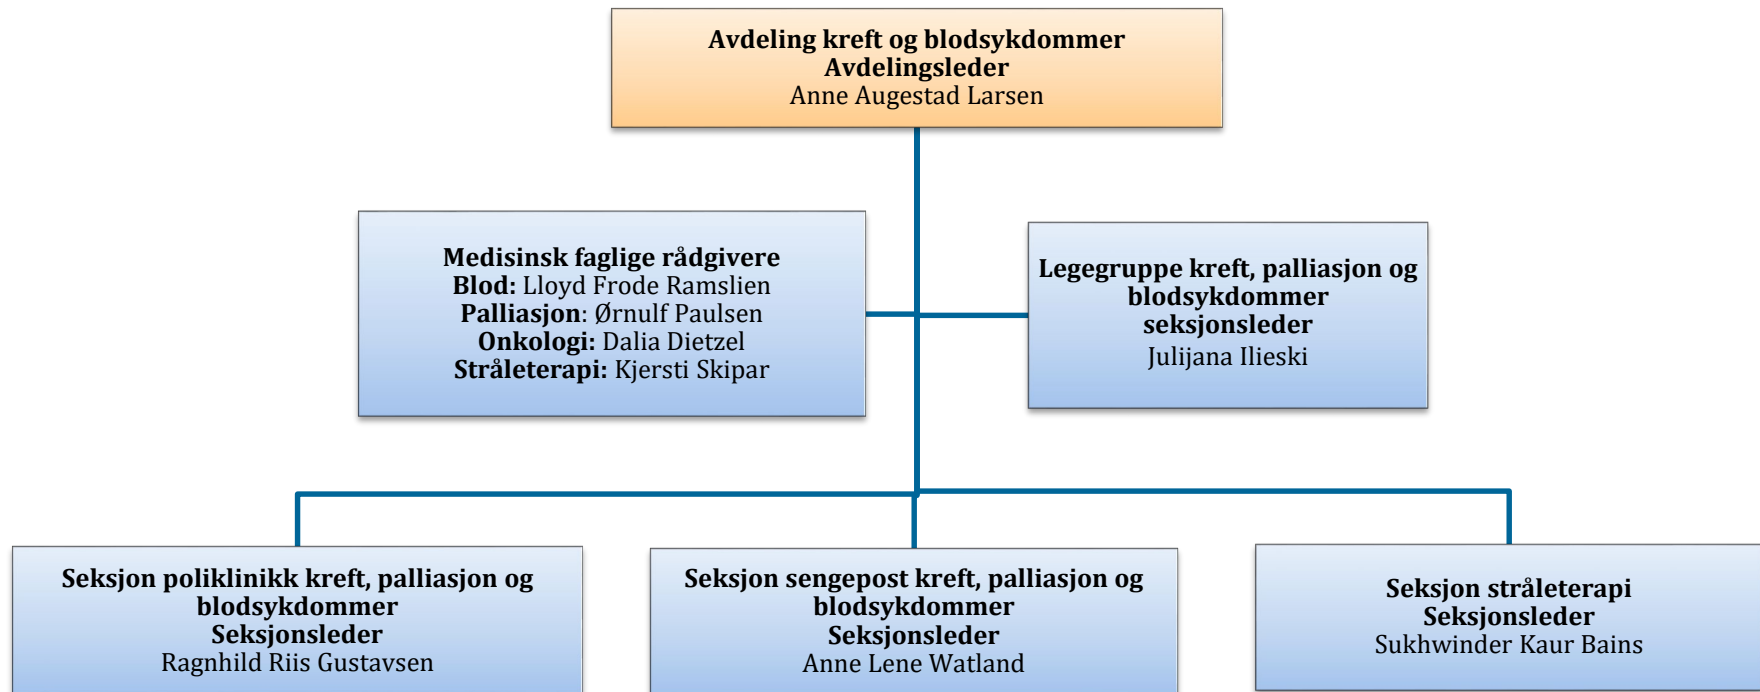 Avdeling kreft og blodsykdommer
Avdelingsleder
Anne Augestad Larsen
Medisinsk faglige rådgivere
Blod: Lloyd Frode Ramslien
Palliasjon: Ørnulf Paulsen
Onkologi: Dalia Dietzel
Stråleterapi: Kjersti Skipar
Legegruppe kreft, palliasjon og
blodsykdommer
seksjonsleder
Julijana Ilieski
Seksjon poliklinikk kreft, palliasjon og
blodsykdommer
Seksjonsleder
Ragnhild Riis Gustavsen
Seksjon sengepost kreft, palliasjon og
blodsykdommer
Seksjonsleder
Anne Lene Watland
Seksjon stråleterapi
Seksjonsleder
Sukhwinder Kaur Bains